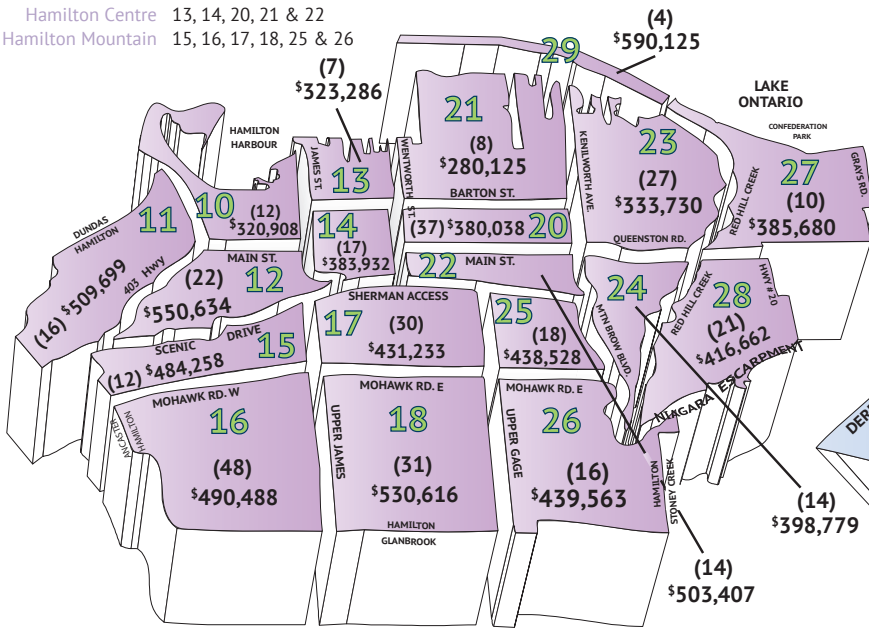 Hamilton Centre 13, 14, 20, 21 & 22
Hamilton Mountain 15, 16, 17, 18, 25 & 26
(4)
$590,125
29
(7)
$323,286
LAKE
ONTARIO
CONFEDERATION
PARK
HAMILTON
HARBOUR
JAMES ST.
13
WENTWORTH ST.
21
(8)
$280,125
BARTON ST.
KENILWORTH AVE.
23
(27)
$333,730
QUEENSTON RD.
RED HILL CREEK
27
(10)
$385,680
GRAYS RD.
DUNDAS
HAMILTON
11
(16) $509,699
403 Hwy
10
(12)
$320,908
14
(17)
$383,932
(37) $380,038 20
MAIN ST.
12
(22)
$550,634
22 MAIN ST.
SCENIC DRIVE
15
(12) $484,258
SHERMAN ACCESS
17
(30)
$431,233
25
(18)
$438,528
24
MTN BROW BLVD.
RED HILL CREEK
28
(21)
$416,662
HWY # 20
NIAGARA ESCARPMENT
MOHAWK RD. W
16
(48)
$490,488
ANCASTER
HAMILTON
MOHAWK RD. E
18
(31)
$530,616
UPPER JAMES
HAMILTON
GLANBROOK
MOHAWK RD. E
26
(16)
$439,563
UPPER GAGE
HAMILTON
STONEY CREEK
(14)
$398,779
(14)
$503,407
DER